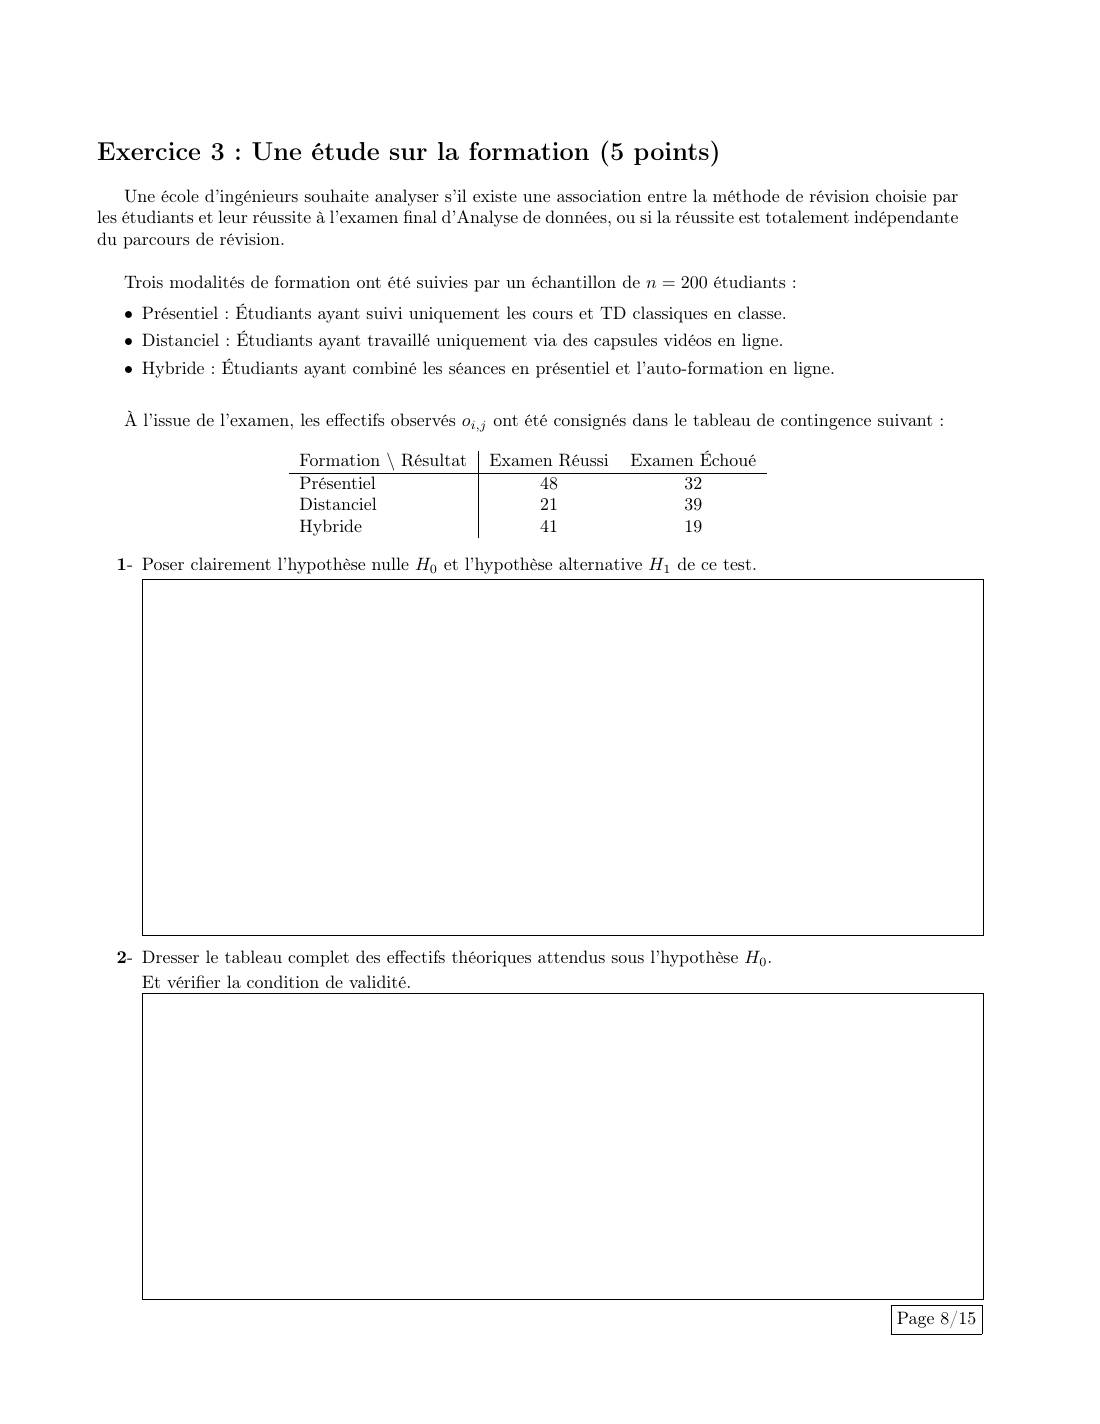 Exercice 3 : Une étude sur la formation (5 points)
Une école d'ingénieurs souhaite analyser s'il existe une association entre la méthode de révision choisie par
les étudiants et leur réussite à l'examen final d'Analyse de données, ou si la réussite est totalement indépendante
du parcours de révision.
Trois modalités de formation ont été suivies par un échantillon de n = 200 étudiants :
• Présentiel : Étudiants ayant suivi uniquement les cours et TD classiques en classe.
• Distanciel : Étudiants ayant travaillé uniquement via des capsules vidéos en ligne.
• Hybride : Étudiants ayant combiné les séances en présentiel et l'auto-formation en ligne.
À l'issue de l'examen, les effectifs observés o_{i,j} ont été consignés dans le tableau de contingence suivant :
Formation \ Résultat Examen Réussi Examen Échoué
Présentiel 48 32
Distanciel 21 39
Hybride 41 19
1- Poser clairement l'hypothèse nulle H_0 et l'hypothèse alternative H_1 de ce test.
2- Dresser le tableau complet des effectifs théoriques attendus sous l'hypothèse H_0.
Et vérifier la condition de validité.
Page 8/15